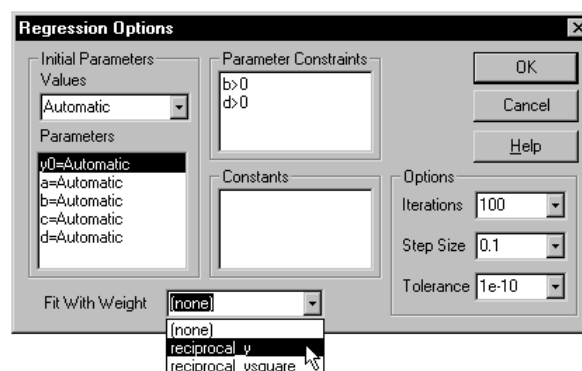 Regression Options
Initial Parameters
Values
Automatic
Parameters
y0=Automatic
a=Automatic
b=Automatic
c=Automatic
d=Automatic
Parameter Constraints
b>0
d>0
Constants
OK
Cancel
Help
Options
Iterations 100
Step Size 0.1
Tolerance 1e-10
Fit With Weight (none)
(none)
reciprocal_y
reciprocal_ysquare